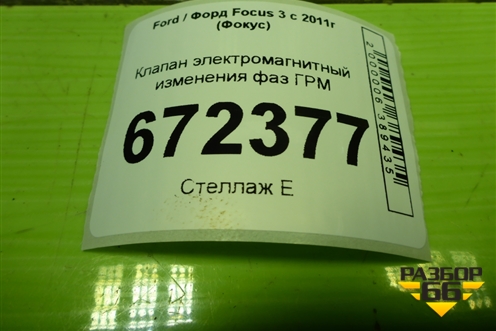 Ford / Форд Focus 3 с 2011г
(Фокус)
Клапан электромагнитный
изменения фаз ГРМ
672377
Стеллаж Е
2000006389435
РАЗБОР
66